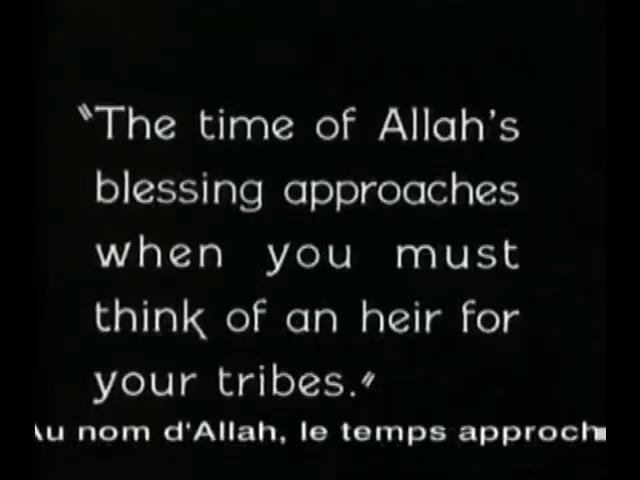 "The time of Allah's
blessing approaches
when you must
think of an heir for
your tribes."
Au nom d'Allah, le temps approch